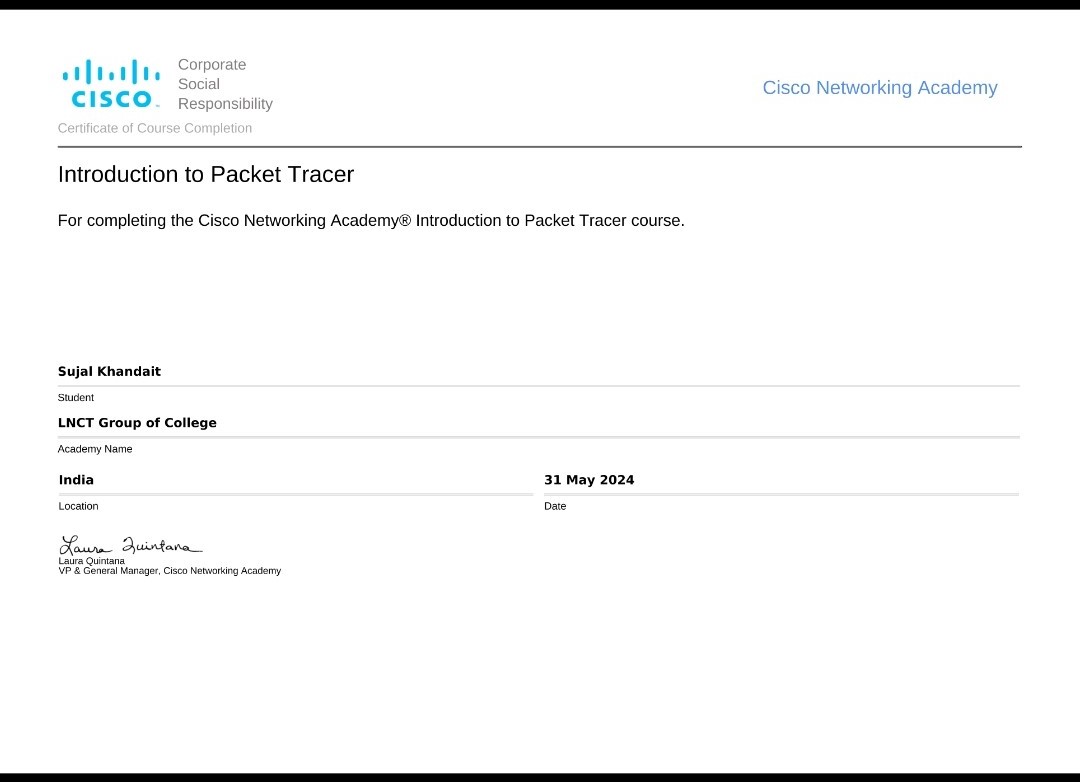 Corporate
Social
Responsibility
CISCO™
Cisco Networking Academy
Certificate of Course Completion
Introduction to Packet Tracer
For completing the Cisco Networking Academy® Introduction to Packet Tracer course.
Sujal Khandait
Student
LNCT Group of College
Academy Name
India
31 May 2024
Location
Date
Laura Quintana
Laura Quintana
VP & General Manager, Cisco Networking Academy